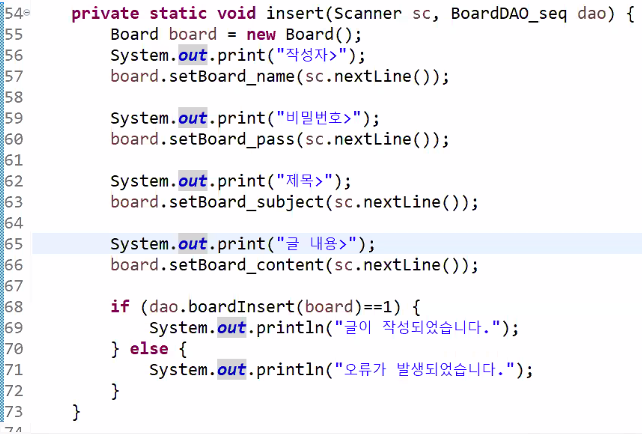 54 private static void insert(Scanner sc, BoardDAO_seq dao) {
55 Board board = new Board();
56 System.out.print("작성자>");
57 board.setBoard_name(sc.nextLine());
58
59 System.out.print("비밀번호>");
60 board.setBoard_pass(sc.nextLine());
61
62 System.out.print("제목>");
63 board.setBoard_subject(sc.nextLine());
64
65 System.out.print("글 내용>");
66 board.setBoard_content(sc.nextLine());
67
68 if (dao.boardInsert(board)==1) {
69 System.out.println("글이 작성되었습니다.");
70 } else {
71 System.out.println("오류가 발생되었습니다.");
72 }
73 }
74